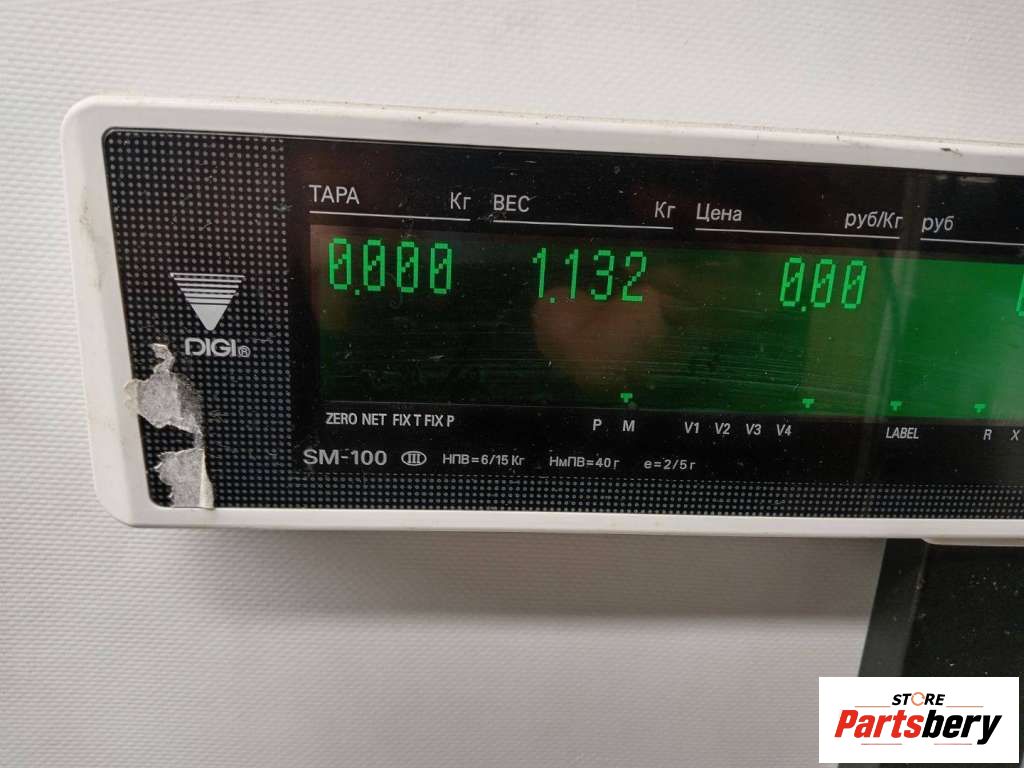 ТАРА Кг ВЕС Кг Цена руб/Кг руб
0.000 1.132 0.00
DIGI®
ZERO NET FIX T FIX P P M V1 V2 V3 V4 LABEL R X
SM-100 III НПВ=6/15 Кг НмПВ=40 г e=2/5 г
STORE
Partsbery